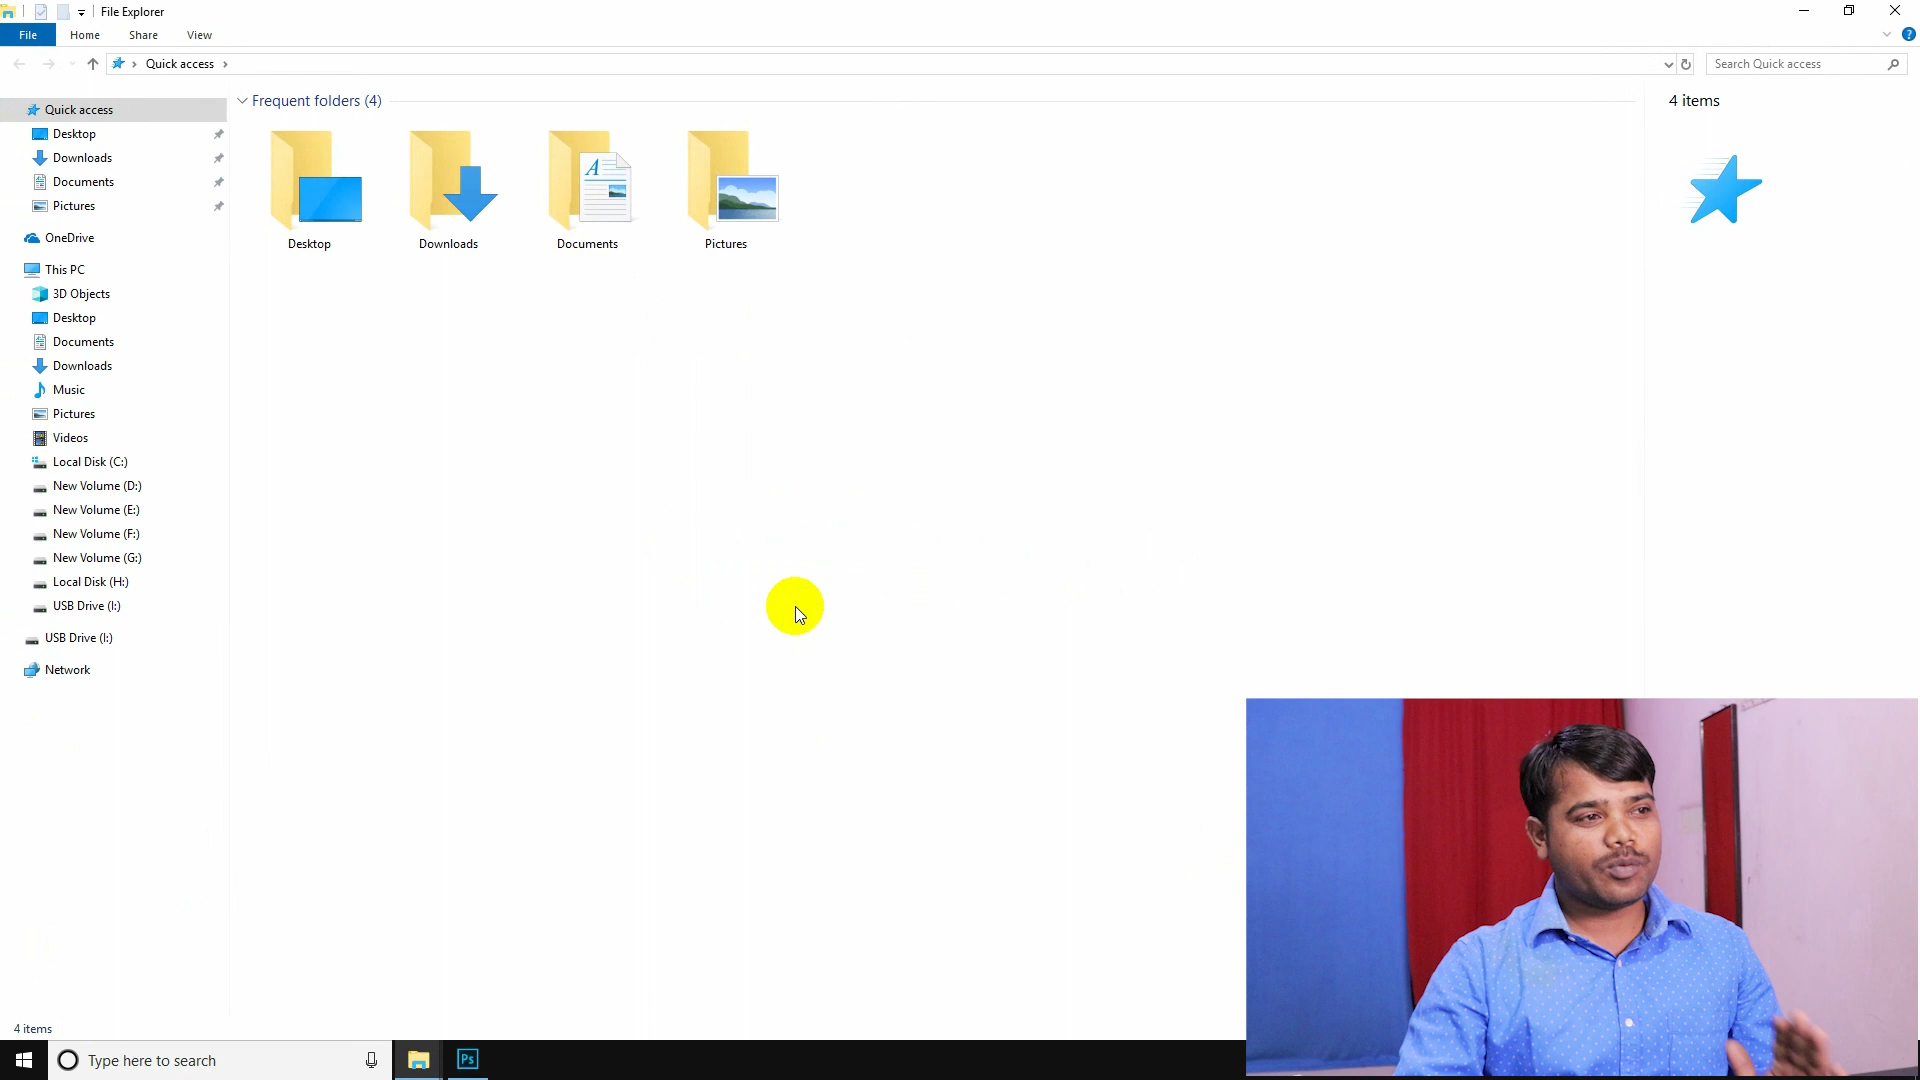 File Explorer
File Home Share View
Quick access
Search Quick access
Quick access
Desktop
Downloads
Documents
Pictures
OneDrive
This PC
3D Objects
Desktop
Documents
Downloads
Music
Pictures
Videos
Local Disk (C:)
New Volume (D:)
New Volume (E:)
New Volume (F:)
New Volume (G:)
Local Disk (H:)
USB Drive (I:)
USB Drive (I:)
Network
Frequent folders (4)
Desktop
Downloads
Documents
Pictures
4 items
4 items
Type here to search
Ps